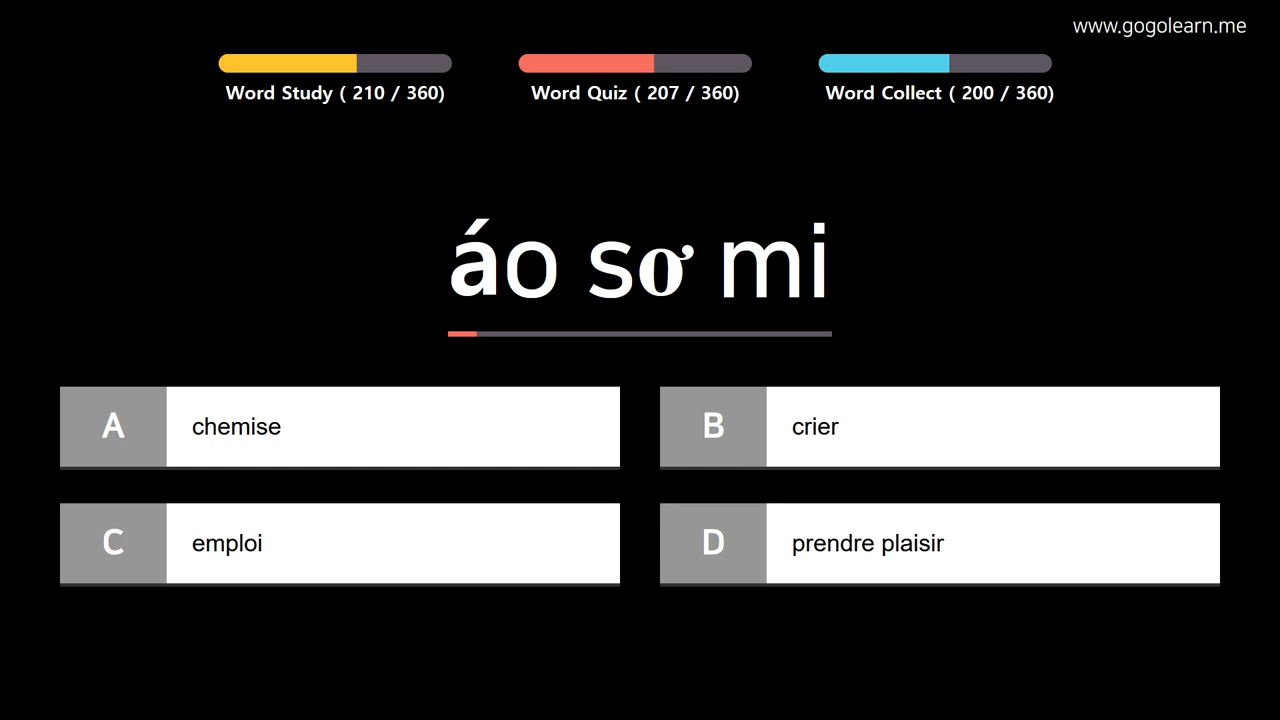 www.gogolearn.me
Word Study ( 210 / 360)
Word Quiz ( 207 / 360)
Word Collect ( 200 / 360)
áo sơ mi
A chemise
B crier
C emploi
D prendre plaisir